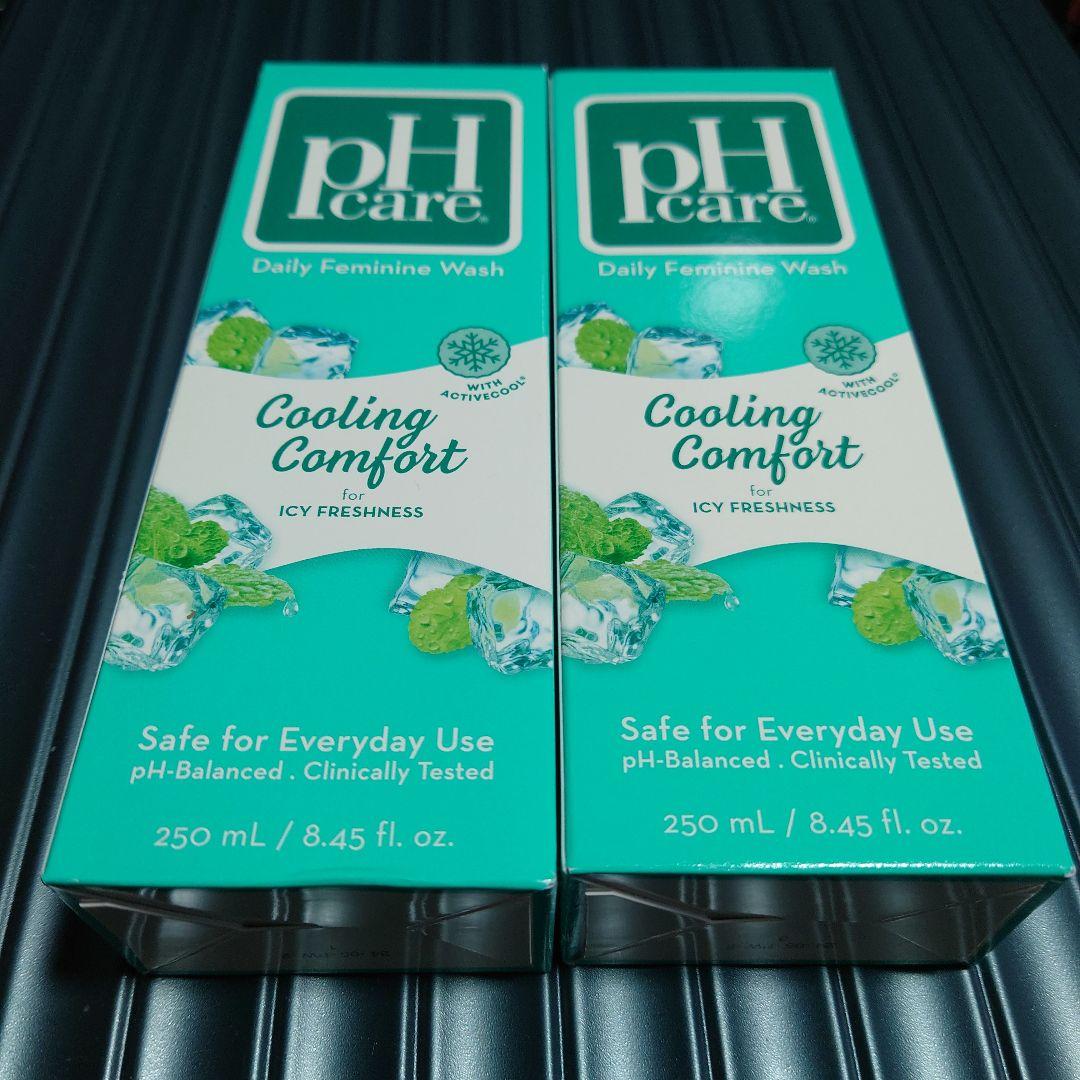 pH
care®
Daily Feminine Wash
WITH
ACTIVECOOL®
Cooling
Comfort
for
ICY FRESHNESS
Safe for Everyday Use
pH-Balanced . Clinically Tested
250 mL / 8.45 fl. oz.
pH
care®
Daily Feminine Wash
WITH
ACTIVECOOL®
Cooling
Comfort
for
ICY FRESHNESS
Safe for Everyday Use
pH-Balanced . Clinically Tested
250 mL / 8.45 fl. oz.